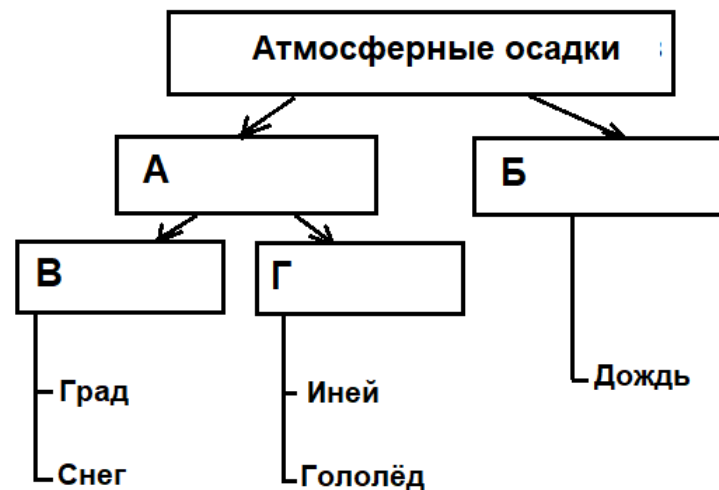 Атмосферные осадки
А
Б
В
Г
Град
Иней
Дождь
Снег
Гололёд